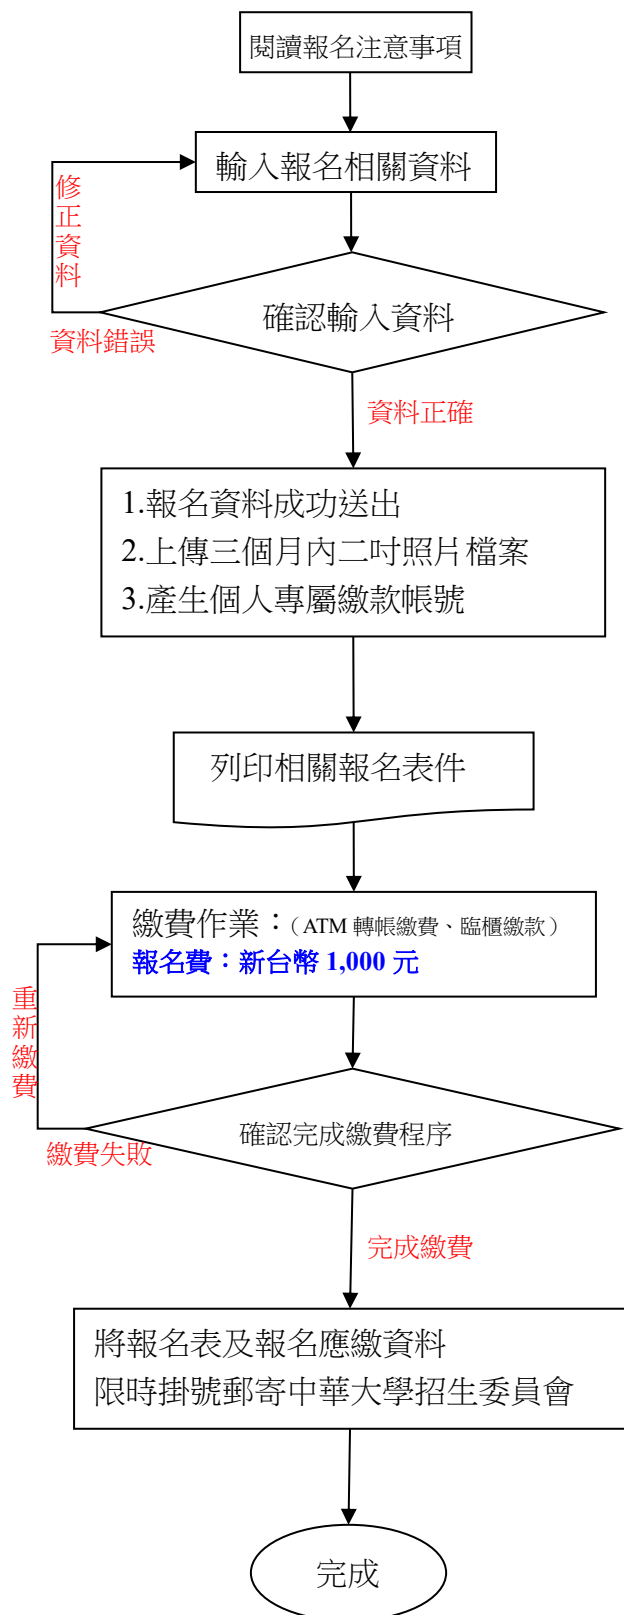 閱讀報名注意事項
輸入報名相關資料
修正資料
確認輸入資料
資料錯誤
資料正確
1.報名資料成功送出
2.上傳三個月內二吋照片檔案
3.產生個人專屬繳款帳號
列印相關報名表件
繳費作業：（ATM 轉帳繳費、臨櫃繳款）
報名費：新台幣 1,000 元
重新繳費
確認完成繳費程序
繳費失敗
完成繳費
將報名表及報名應繳資料
限時掛號郵寄中華大學招生委員會
完成